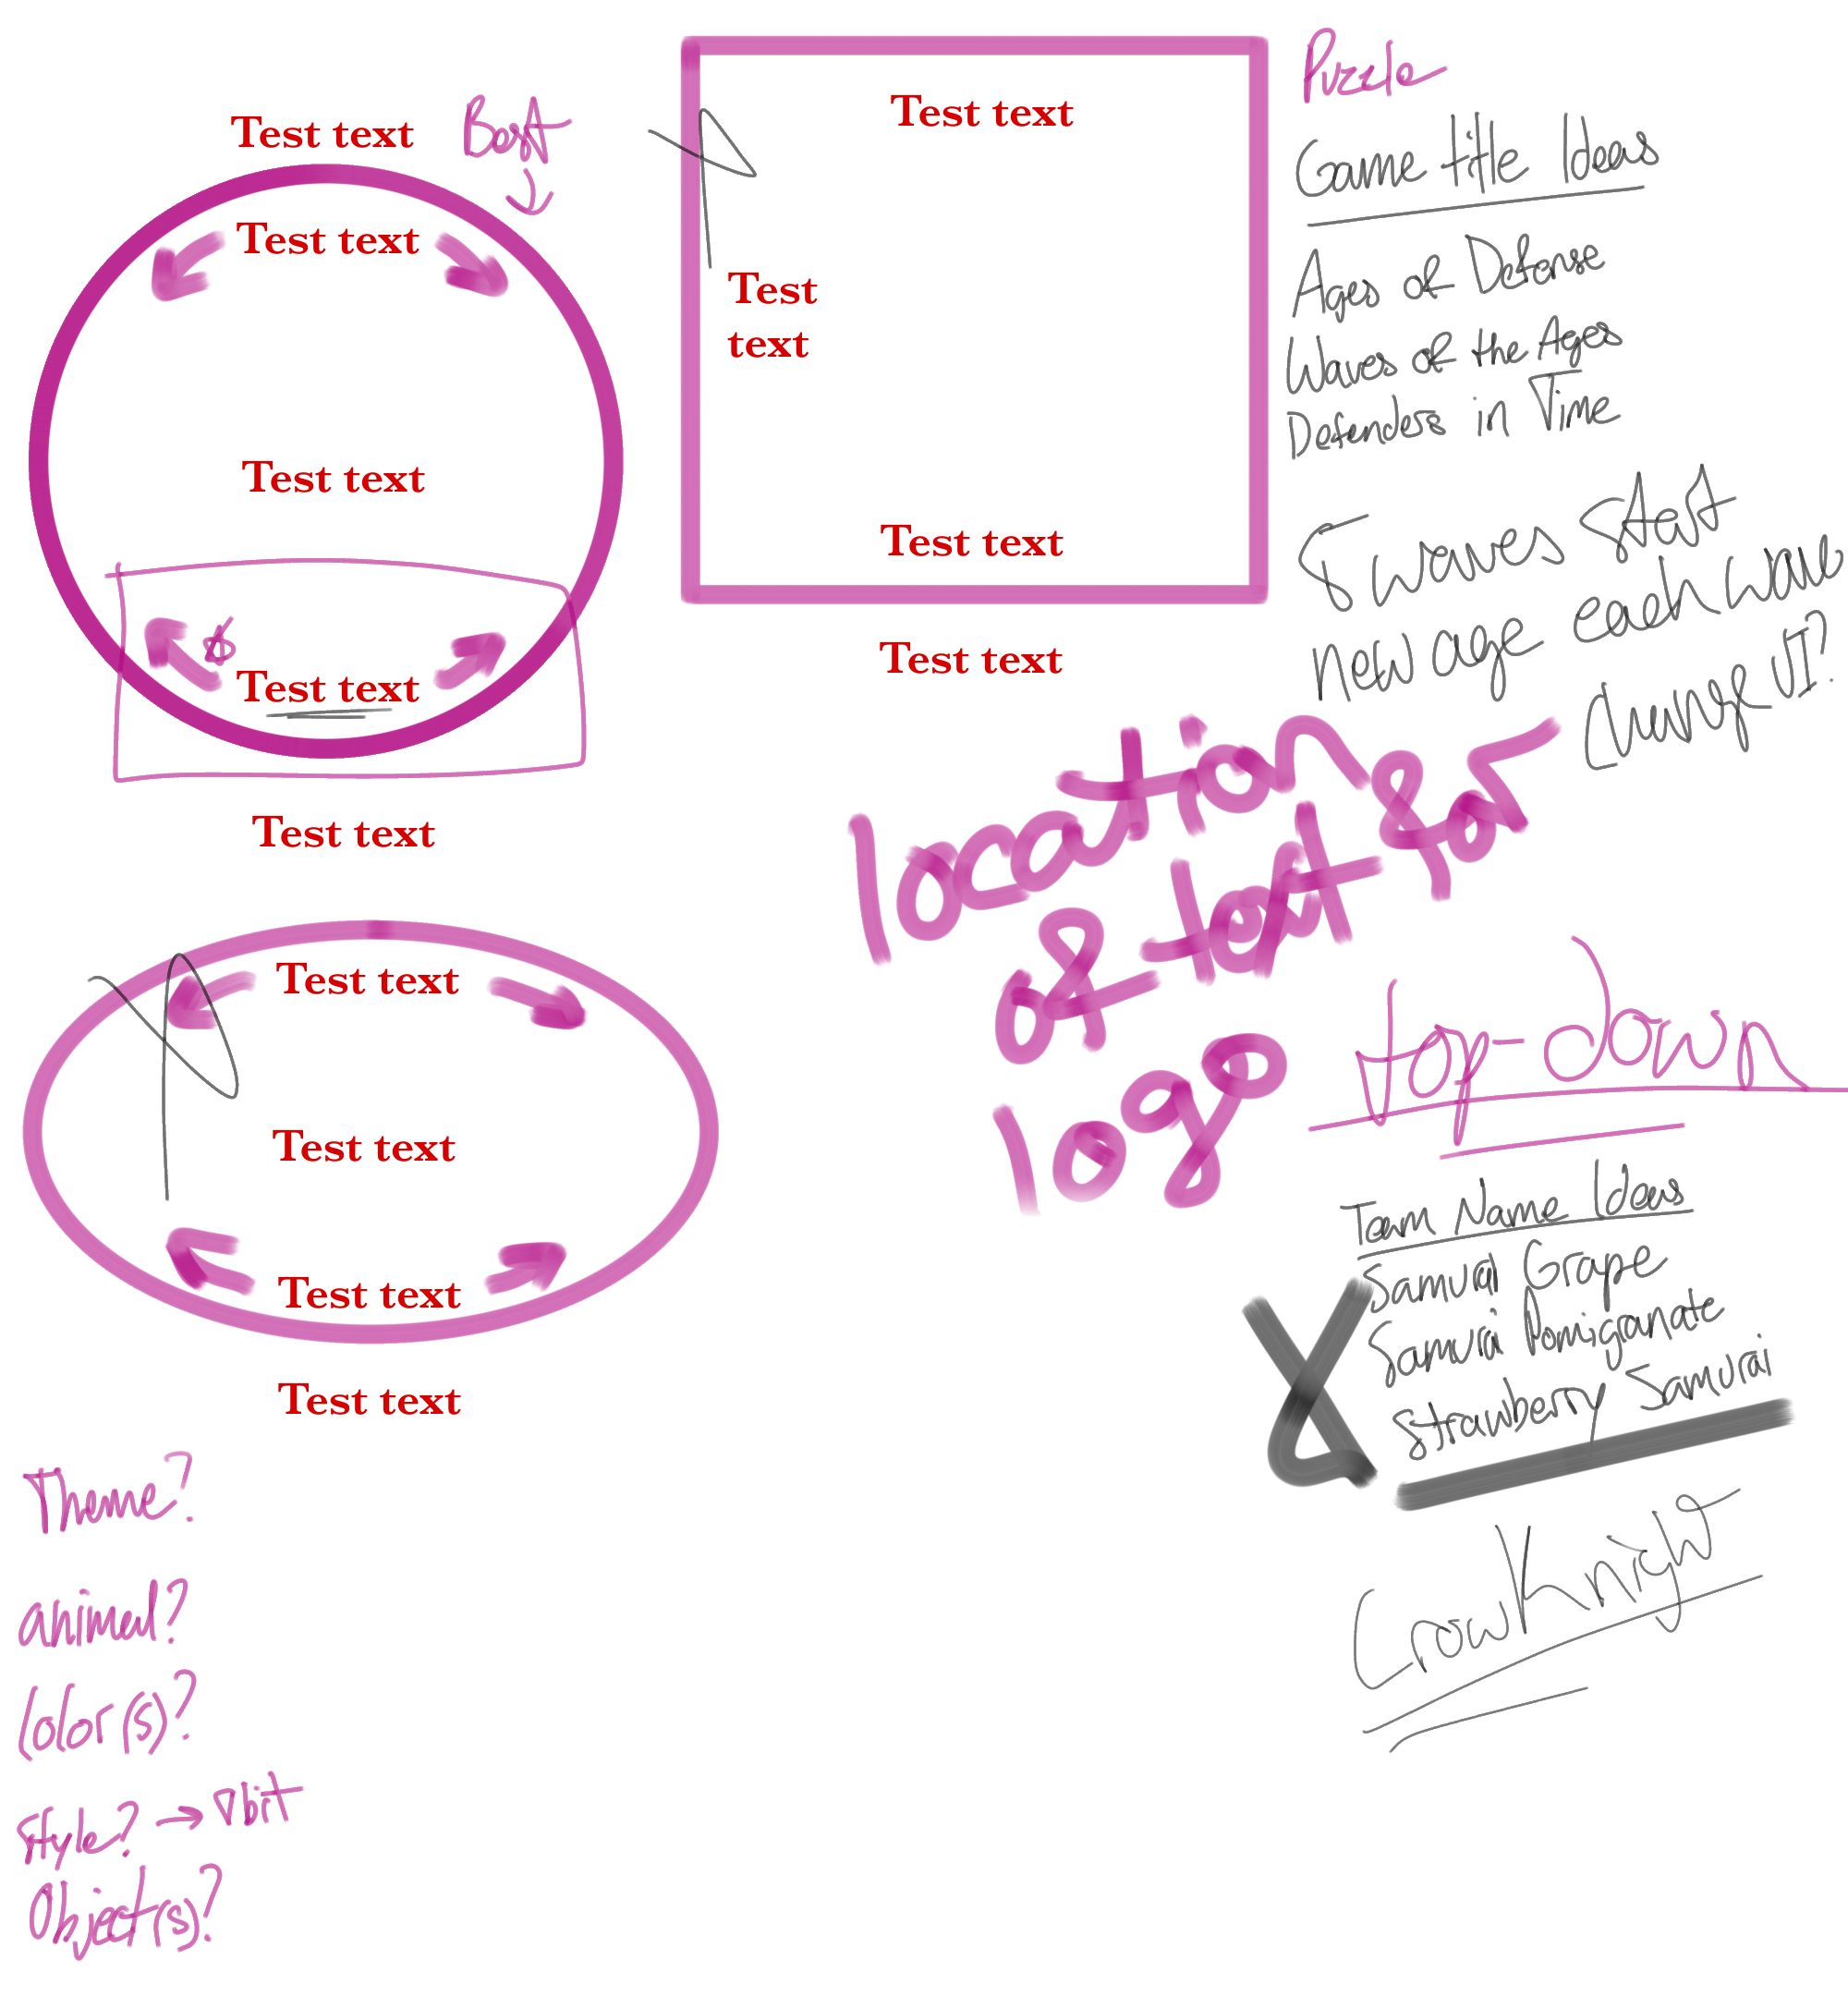 Test text
Best
Test text
Test text
Test text
Test text
Test text
Test
text
Test text
Test text
Puzzle
Game title Ideas
Ages of Defense
Waves of the Ages
Defenders in Time
5 waves start
new age each wave
change UI?
location
of text for
logo
top-down
Test text
Test text
Test text
Test text
Team Name Ideas
Samurai Grape
Samurai Pomigranate
Strawberry Samurai
CrowKnight
Theme?
animal?
Color(s)?
Style? → bit
Object(s)?